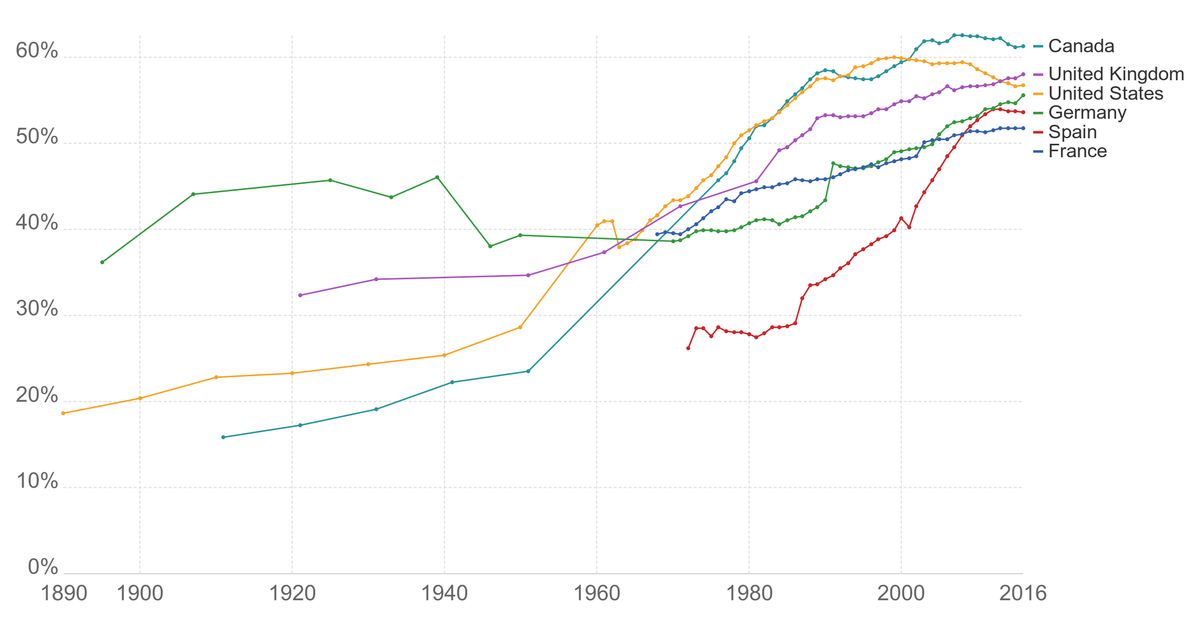 60%
50%
40%
30%
20%
10%
0%
1890 1900 1920 1940 1960 1980 2000 2016
Canada
United Kingdom
United States
Germany
Spain
France